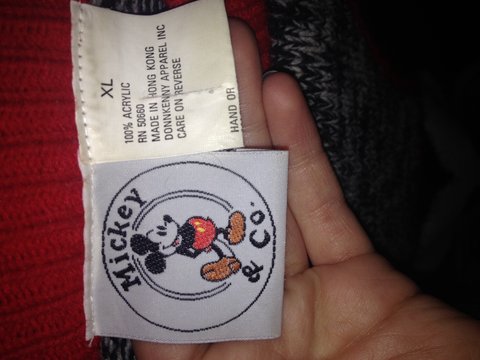 XL
100% ACRYLIC
RN 50660
MADE IN HONG KONG
DONNKENNY APPAREL INC
CARE ON REVERSE
HAND OR
Mickey
& Co.